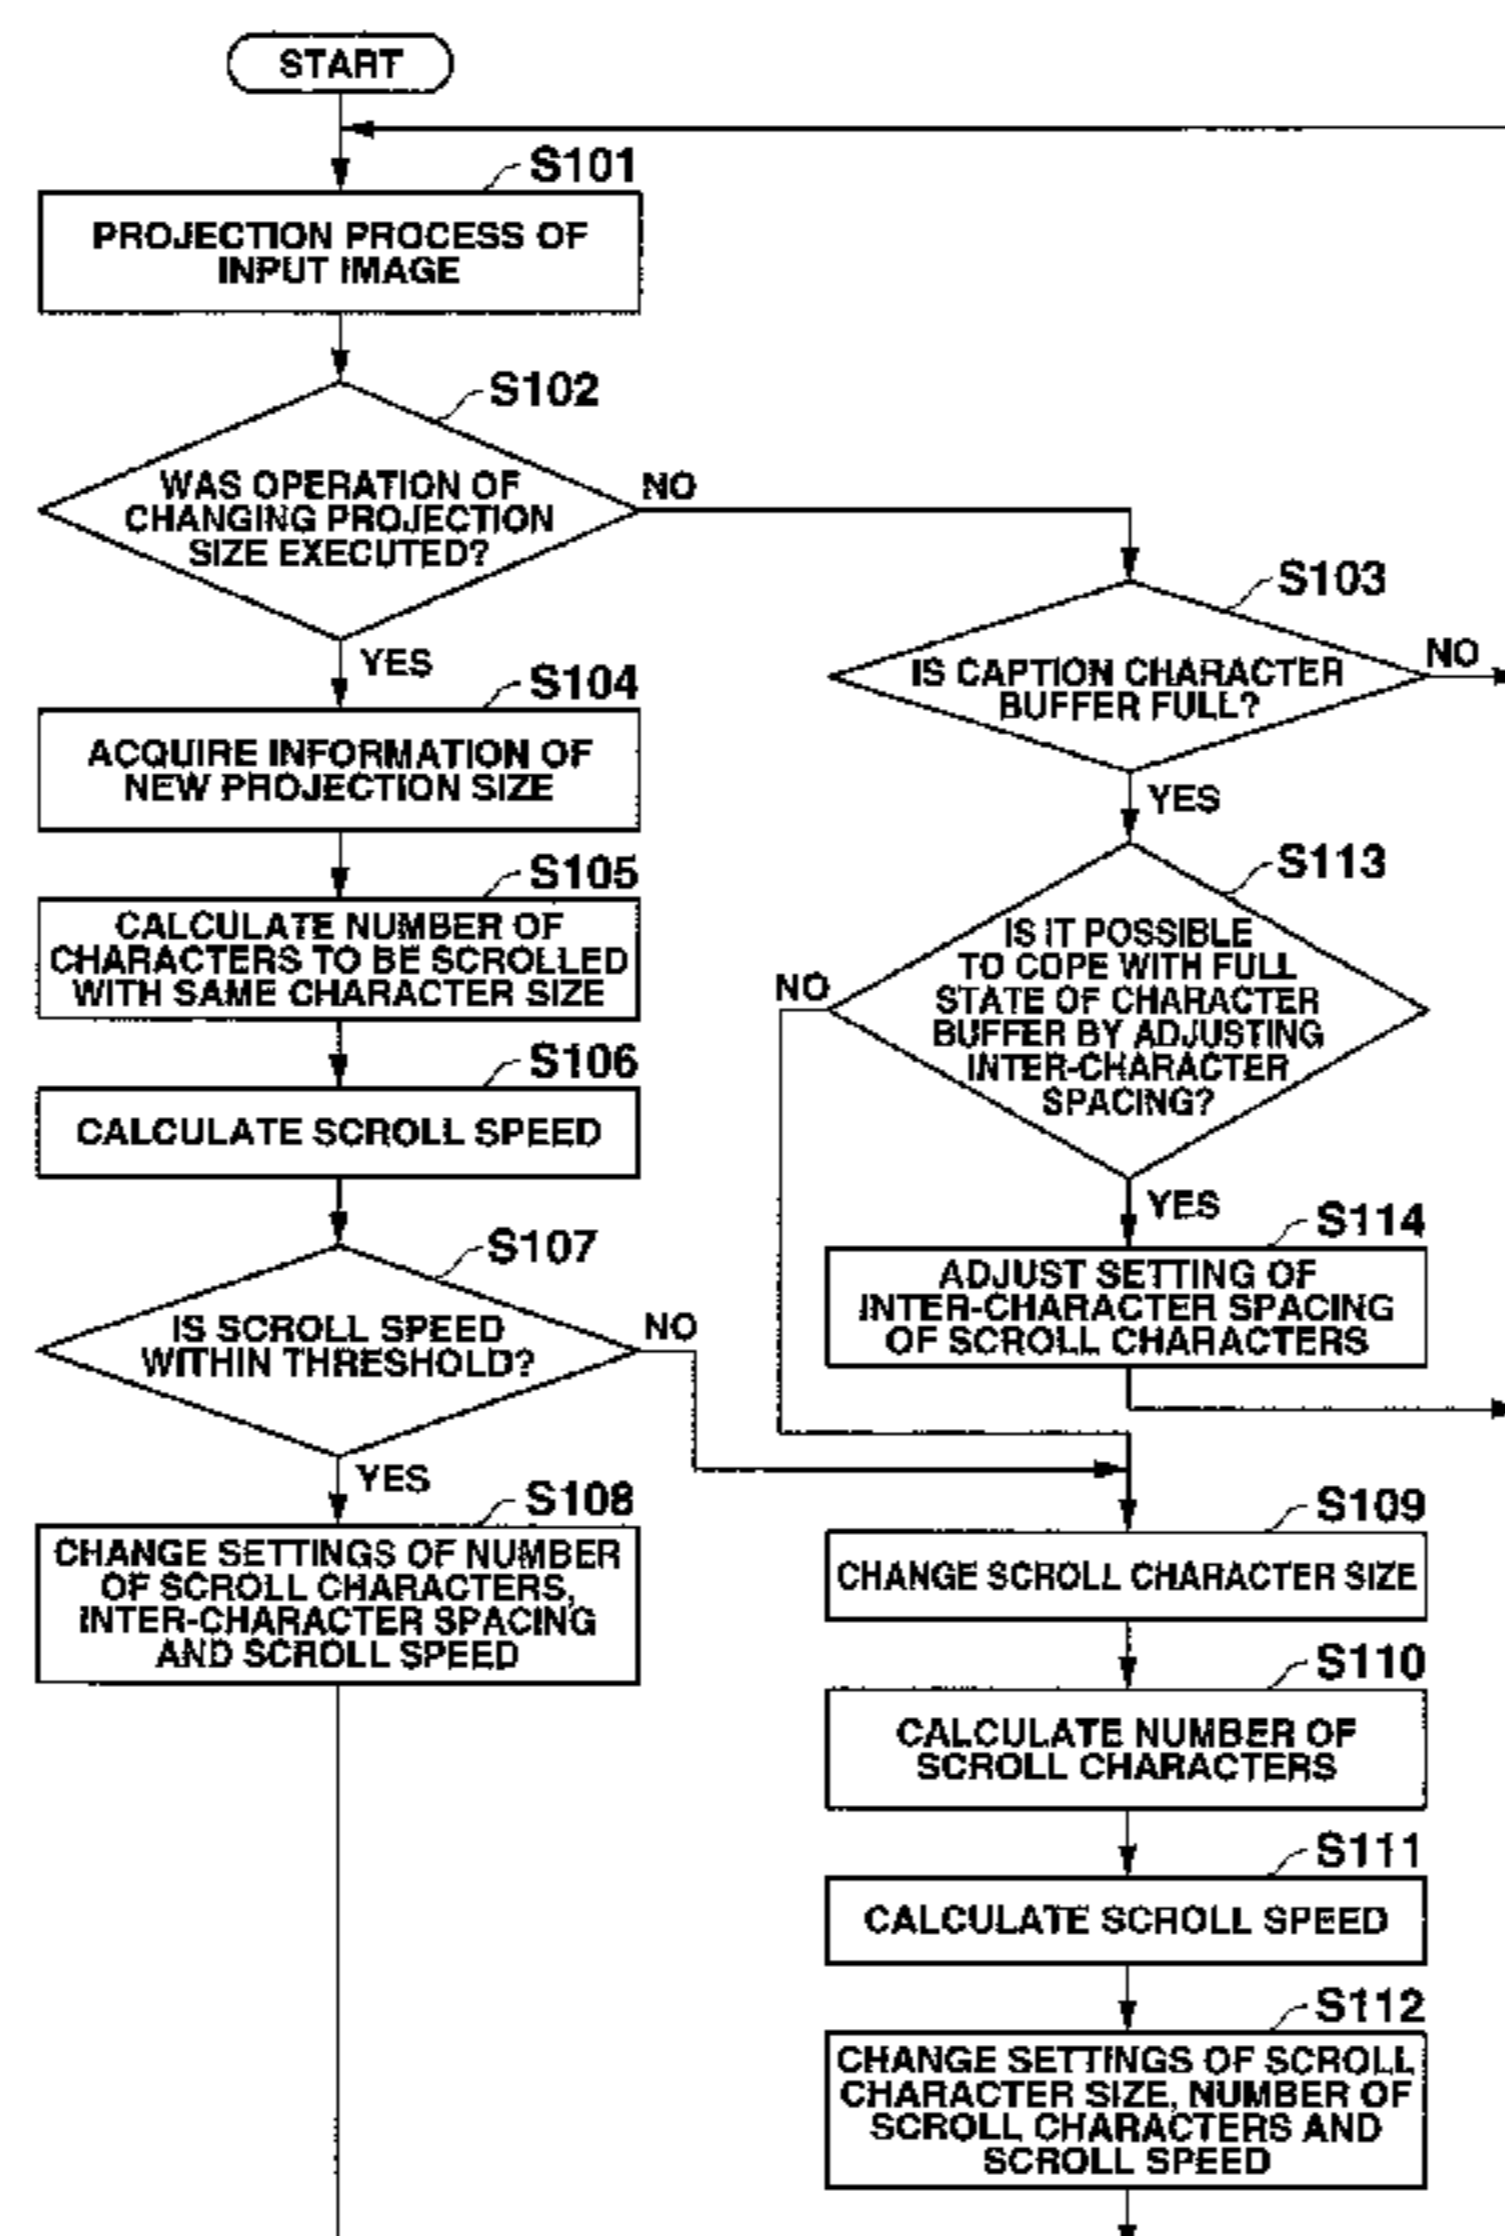 START
S101
PROJECTION PROCESS OF
INPUT IMAGE
S102
WAS OPERATION OF
CHANGING PROJECTION
SIZE EXECUTED?
NO
YES
S103
IS CAPTION CHARACTER
BUFFER FULL?
NO
YES
S104
ACQUIRE INFORMATION OF
NEW PROJECTION SIZE
S105
CALCULATE NUMBER OF
CHARACTERS TO BE SCROLLED
WITH SAME CHARACTER SIZE
S106
CALCULATE SCROLL SPEED
S107
IS SCROLL SPEED
WITHIN THRESHOLD?
NO
YES
S108
CHANGE SETTINGS OF NUMBER
OF SCROLL CHARACTERS,
INTER-CHARACTER SPACING
AND SCROLL SPEED
S113
IS IT POSSIBLE
TO COPE WITH FULL
STATE OF CHARACTER
BUFFER BY ADJUSTING
INTER-CHARACTER
SPACING?
NO
YES
S114
ADJUST SETTING OF
INTER-CHARACTER SPACING
OF SCROLL CHARACTERS
S109
CHANGE SCROLL CHARACTER SIZE
S110
CALCULATE NUMBER OF
SCROLL CHARACTERS
S111
CALCULATE SCROLL SPEED
S112
CHANGE SETTINGS OF SCROLL
CHARACTER SIZE, NUMBER OF
SCROLL CHARACTERS AND
SCROLL SPEED